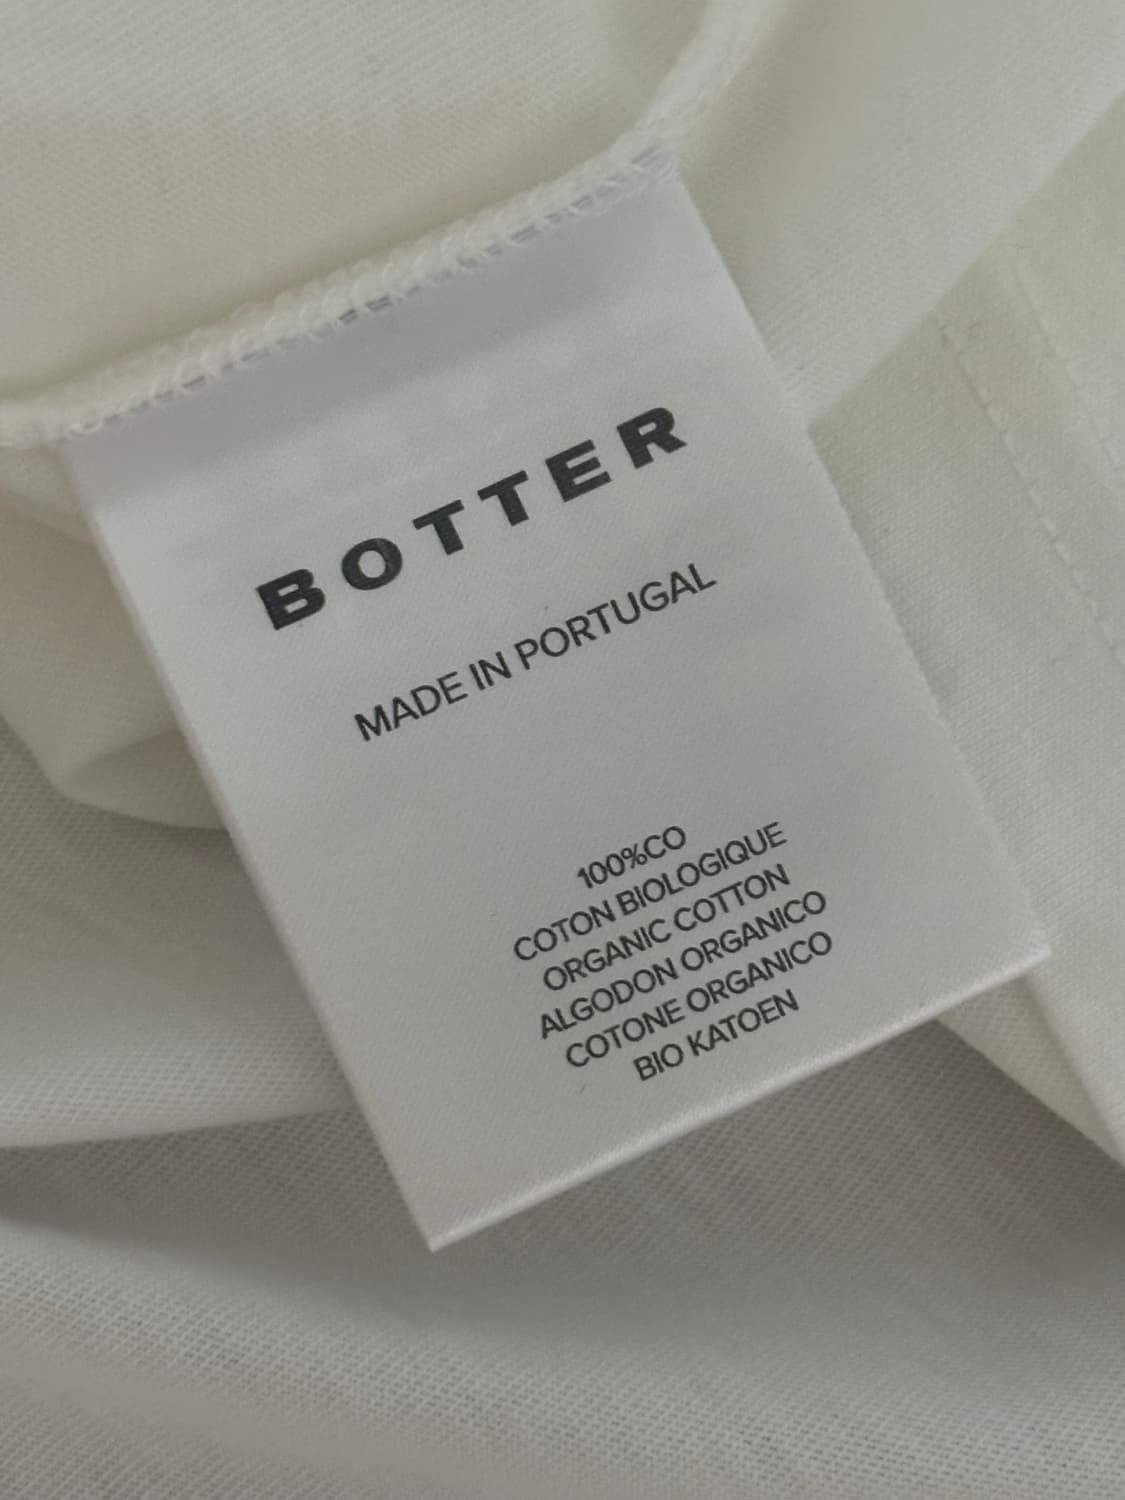 BOTTER
MADE IN PORTUGAL
100%CO
COTON BIOLOGIQUE
ORGANIC COTTON
ALGODON ORGANICO
COTONE ORGANICO
BIO KATOEN